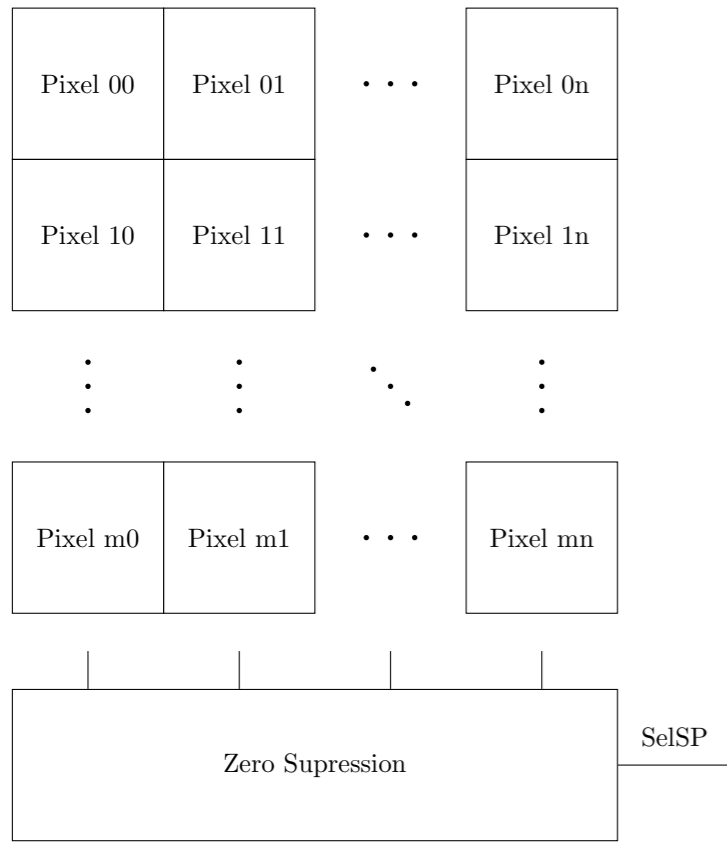 Pixel 00 Pixel 01 · · · Pixel 0n
Pixel 10 Pixel 11 · · · Pixel 1n
Pixel m0 Pixel m1 · · · Pixel mn
SelSP
Zero Supression